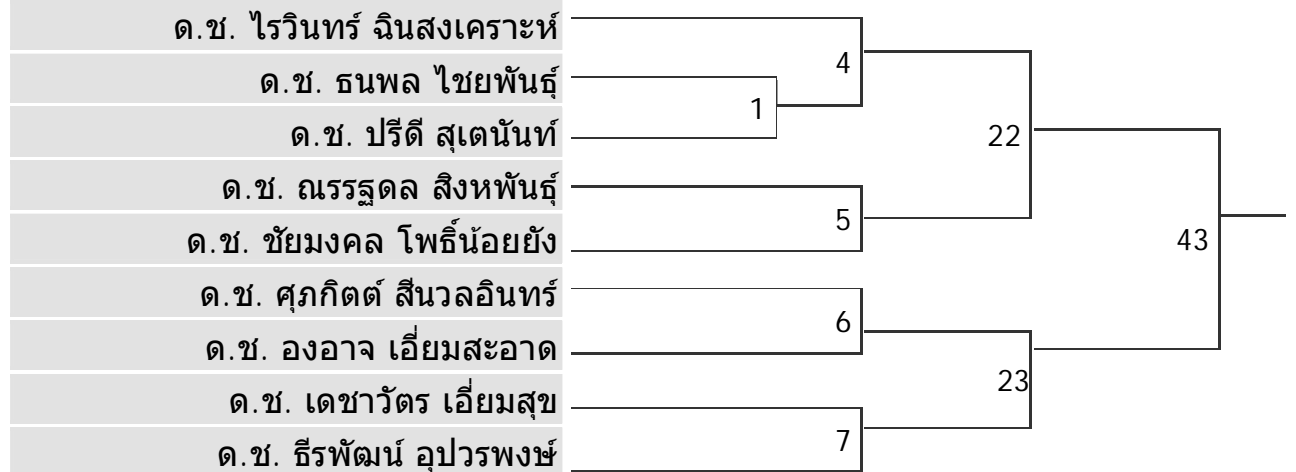 ด.ช. ไรวินทร์ ฉินสงเคราะห์
4
ด.ช. ธนพล ไชยพันธุ์
1
ด.ช. ปรีดี สุเตนันท์
22
ด.ช. ณรรฐดล สิงหพันธุ์
5
ด.ช. ชัยมงคล โพธิ์น้อยยัง
43
ด.ช. ศุภกิตต์ สีนวลอินทร์
6
ด.ช. องอาจ เอี่ยมสะอาด
23
ด.ช. เดชาวัตร เอี่ยมสุข
7
ด.ช. ธีรพัฒน์ อุปวรพงษ์